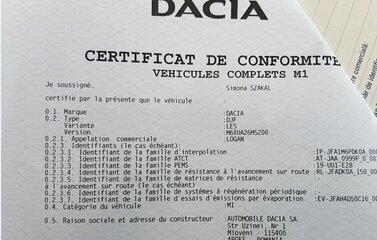 DACIA
CERTIFICAT DE CONFORMITE
VEHICULES COMPLETS M1
Je soussigné, Simona SZAKAL
certifie par la présente que le véhicule :
0.1. Marque :DACIA
0.2. Type :DJF
Variante :LES
Version :M6XUA26M5200
0.2.1. Appellation commerciale :LOGAN
0.2.3. Identifiants (le cas échéant):
0.2.3.1. Identifiant de la famille d'interpolation
0.2.3.2. Identifiant de la famille ATCT
0.2.3.3. Identifiant de la famille PEMS :19-UU1-E28
0.2.3.4. Identifiant de la famille de résistance à l'avancement sur route
0.2.3.5. Identifiant de la famille de matrices de résistance :-
à l'avancement sur route (le cas échéant)
0.2.3.6. Identifiant de la famille de systèmes à régénération périodique :-
0.2.3.7. Identifiant de la famille d'essais d'émissions par évaporation
0.4. Catégorie du véhicule :M1
0.5. Raison sociale et adresse du constructeur :AUTOMOBILE DACIA SA
Str Uzinei, Nr 1
Mioveni 115400
ARGES ROMANIA